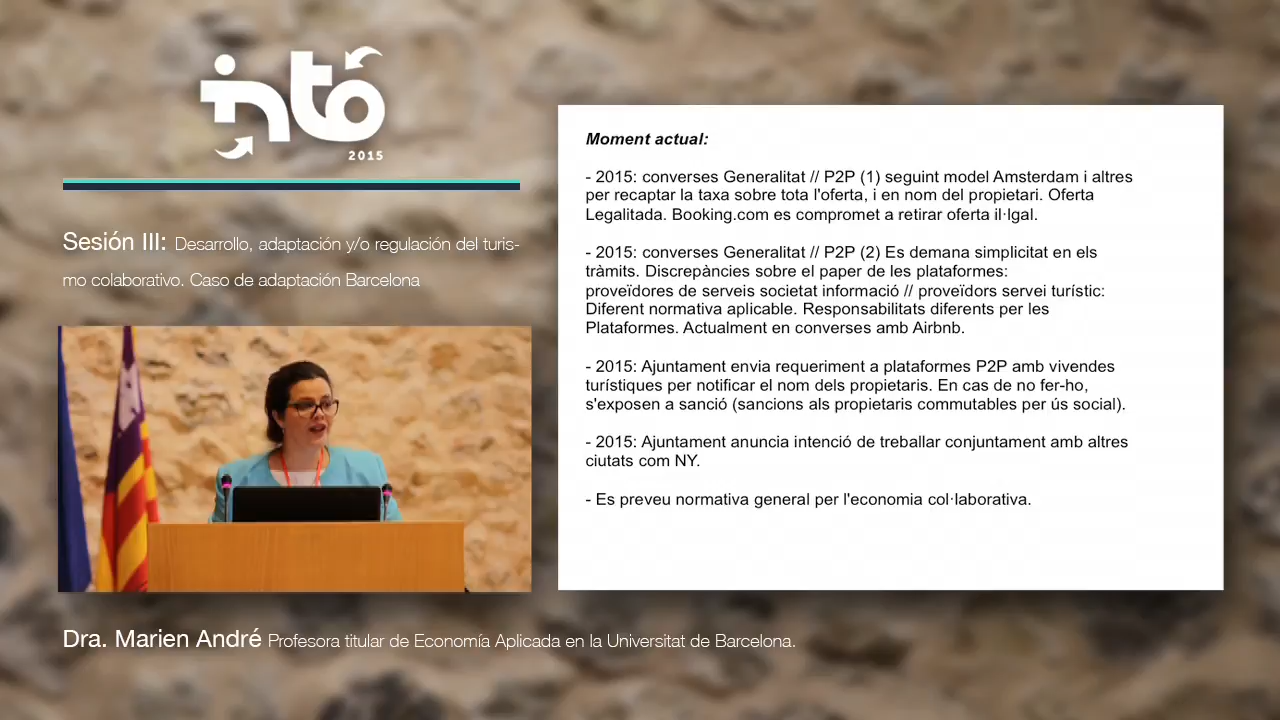 into
2015
Sesión III: Desarrollo, adaptación y/o regulación del turis-
mo colaborativo. Caso de adaptación Barcelona
Moment actual:
- 2015: converses Generalitat // P2P (1) seguint model Amsterdam i altres
per recaptar la taxa sobre tota l'oferta, i en nom del propietari. Oferta
Legalitada. Booking.com es compromet a retirar oferta il·lgal.
- 2015: converses Generalitat // P2P (2) Es demana simplicitat en els
tràmits. Discrepàncies sobre el paper de les plataformes:
proveïdores de serveis societat informació // proveïdors servei turístic:
Diferent normativa aplicable. Responsabilitats diferents per les
Plataformes. Actualment en converses amb Airbnb.
- 2015: Ajuntament envia requeriment a plataformes P2P amb vivendes
turístiques per notificar el nom dels propietaris. En cas de no fer-ho,
s'exposen a sanció (sancions als propietaris commutables per ús social).
- 2015: Ajuntament anuncia intenció de treballar conjuntament amb altres
ciutats com NY.
- Es preveu normativa general per l'economia col·laborativa.
Dra. Marien André Profesora titular de Economía Aplicada en la Universitat de Barcelona.